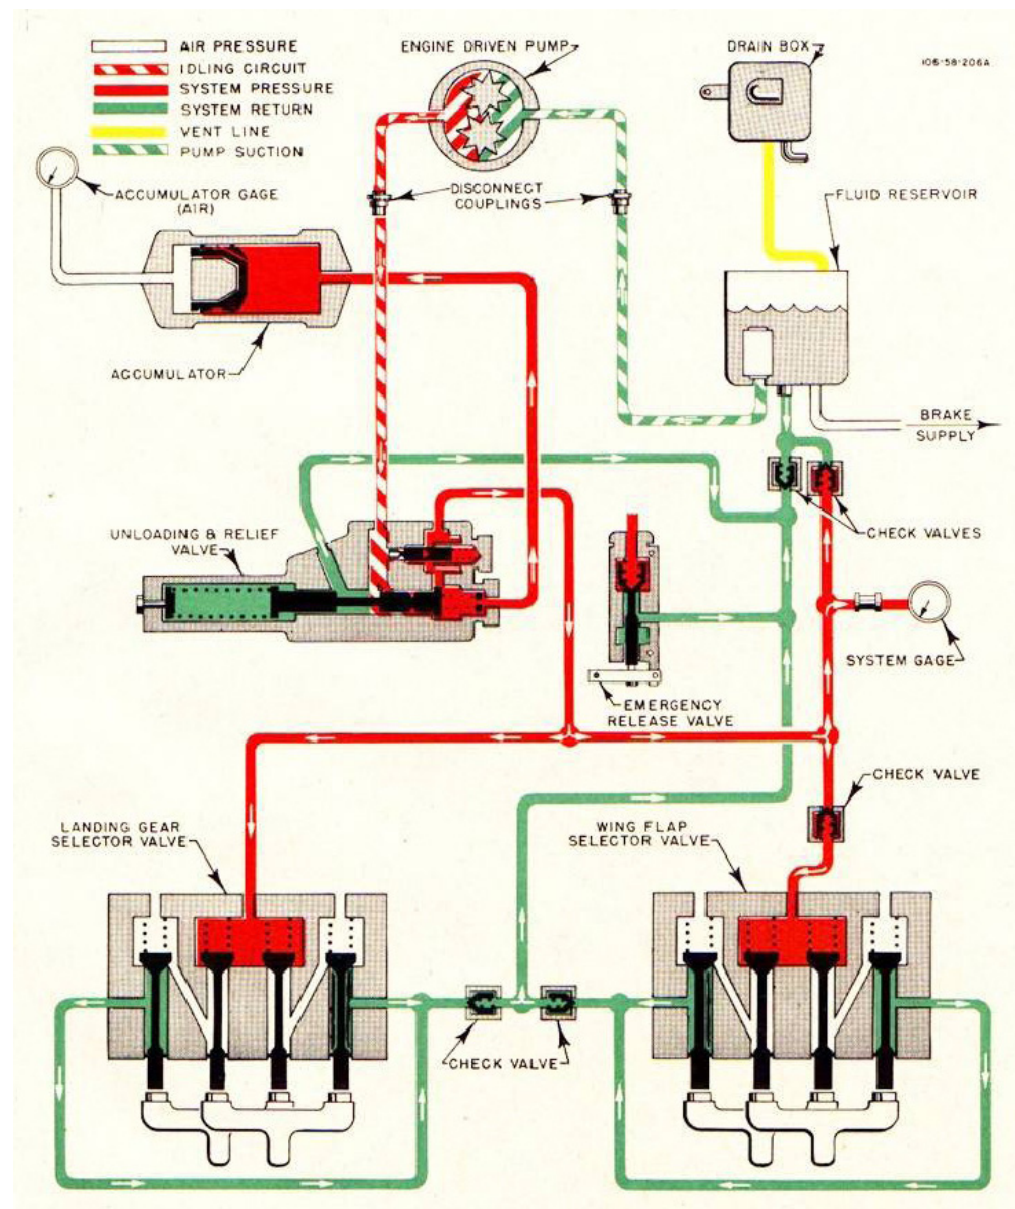 AIR PRESSURE
IDLING CIRCUIT
SYSTEM PRESSURE
SYSTEM RETURN
VENT LINE
PUMP SUCTION
ENGINE DRIVEN PUMP
DRAIN BOX
106-58-206A
ACCUMULATOR GAGE
(AIR)
DISCONNECT
COUPLINGS
FLUID RESERVOIR
ACCUMULATOR
BRAKE
SUPPLY
UNLOADING & RELIEF
VALVE
CHECK VALVES
SYSTEM GAGE
EMERGENCY
RELEASE VALVE
CHECK VALVE
LANDING GEAR
SELECTOR VALVE
WING FLAP
SELECTOR VALVE
CHECK VALVE